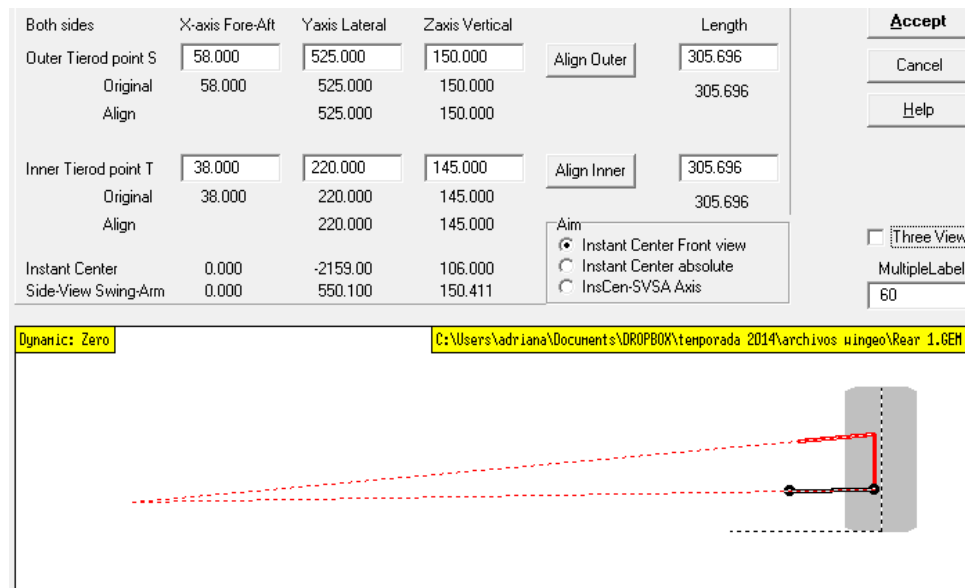 Both sides X-axis Fore-Aft Yaxis Lateral Zaxis Vertical Length Accept
Outer Tierod point S 58.000 525.000 150.000 Align Outer 305.696
Cancel
Original 58.000 525.000 150.000 305.696
Align 525.000 150.000 Help
Inner Tierod point T 38.000 220.000 145.000 Align Inner 305.696
Original 38.000 220.000 145.000 305.696
Align 220.000 145.000 Aim
Instant Center Front view Three View
Instant Center 0.000 -2159.00 106.000 Instant Center absolute MultipleLabel
Side-View Swing-Arm 0.000 550.100 150.411 InsCen-SVSA Axis
60
Dynamic: Zero C:\Users\adriana\Documents\DROPBOX\temporada 2014\archivos wingeo\Rear 1.GEM